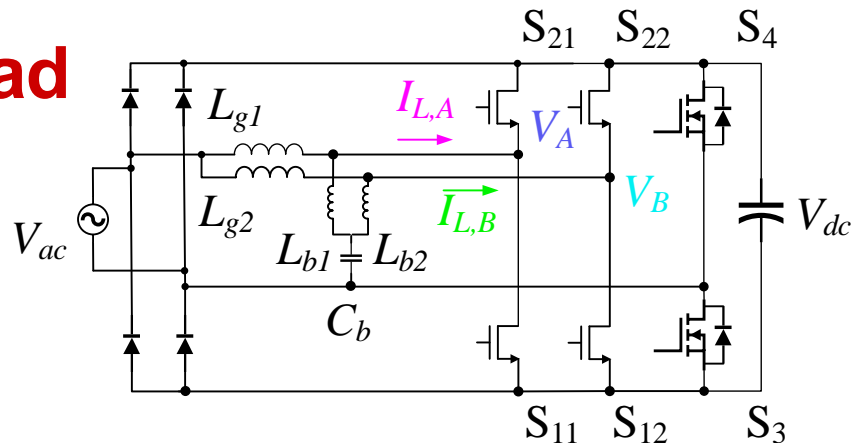 S21 S22 S4
ad
Lg1 IL,A VA
Lg2 IL,B VB
Vac Lb1 Lb2 Vdc
Cb
S11 S12 S3